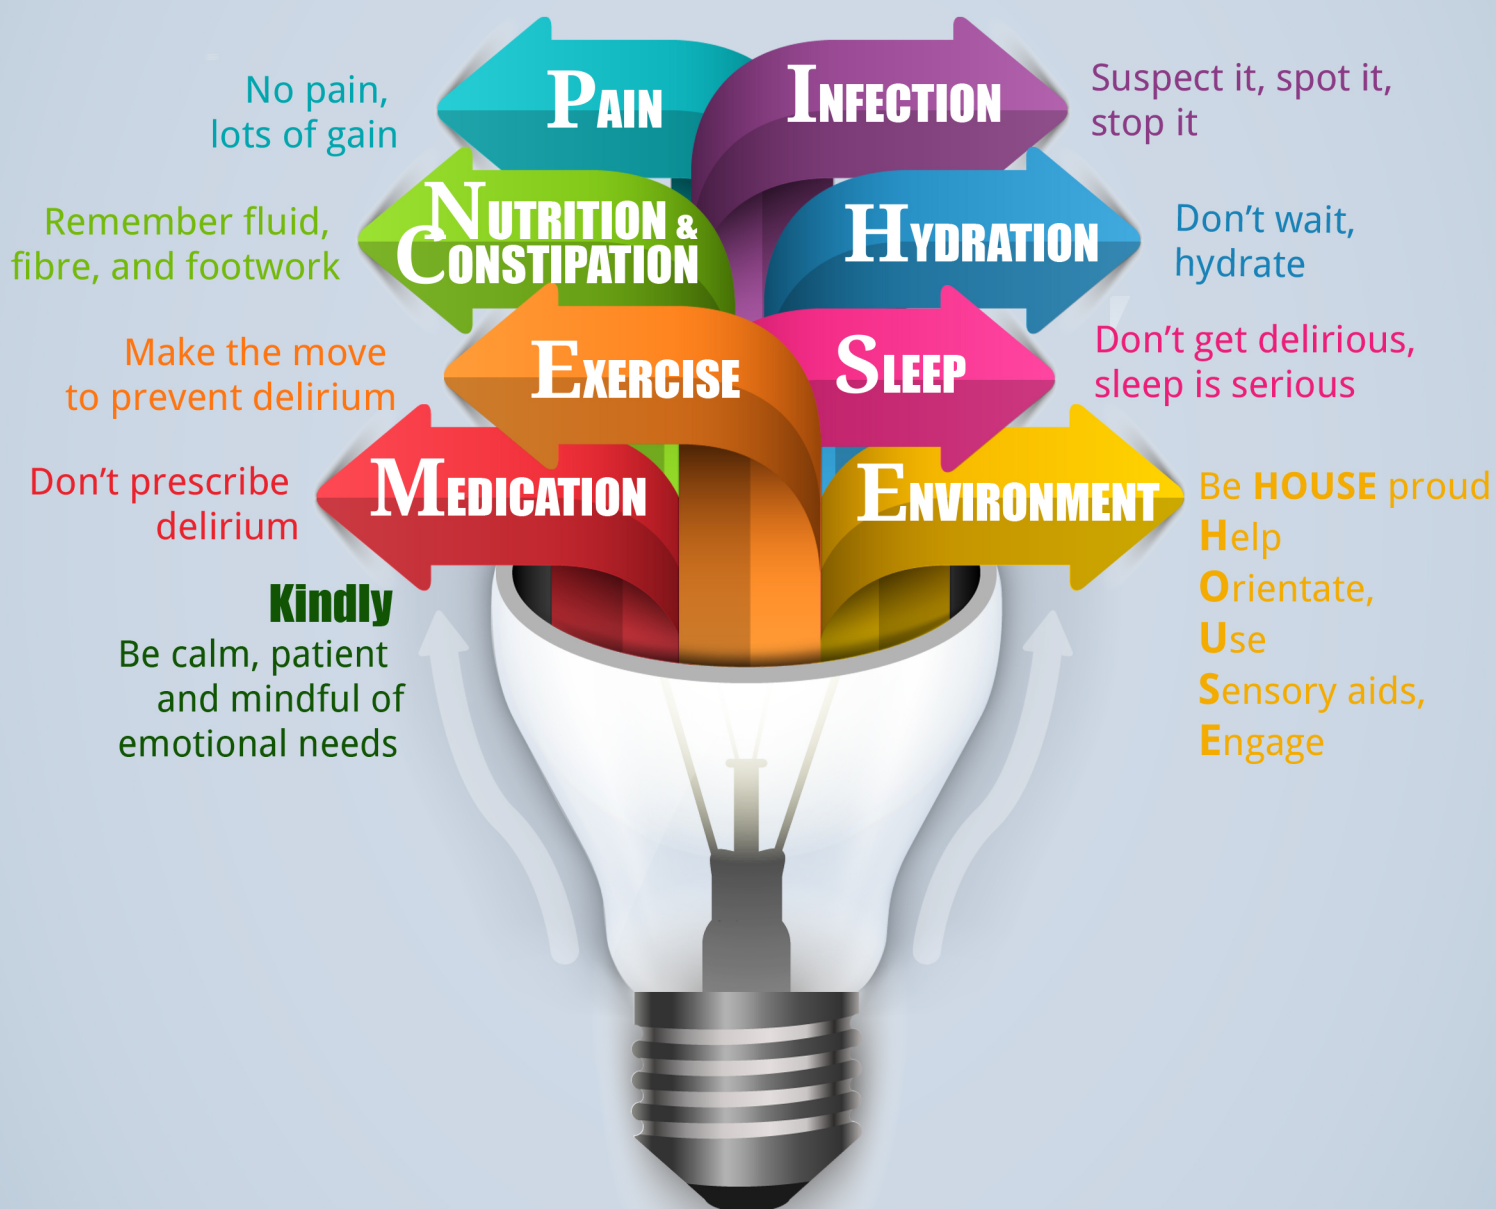 No pain,
lots of gain
PAIN
INFECTION
Suspect it, spot it,
stop it
Remember fluid,
fibre, and footwork
NUTRITION &
CONSTIPATION
HYDRATION
Don't wait,
hydrate
Make the move
to prevent delirium
EXERCISE
SLEEP
Don't get delirious,
sleep is serious
Don't prescribe
delirium
MEDICATION
ENVIRONMENT
Be HOUSE proud
Help
Orientate,
Use
Sensory aids,
Engage
Kindly
Be calm, patient
and mindful of
emotional needs